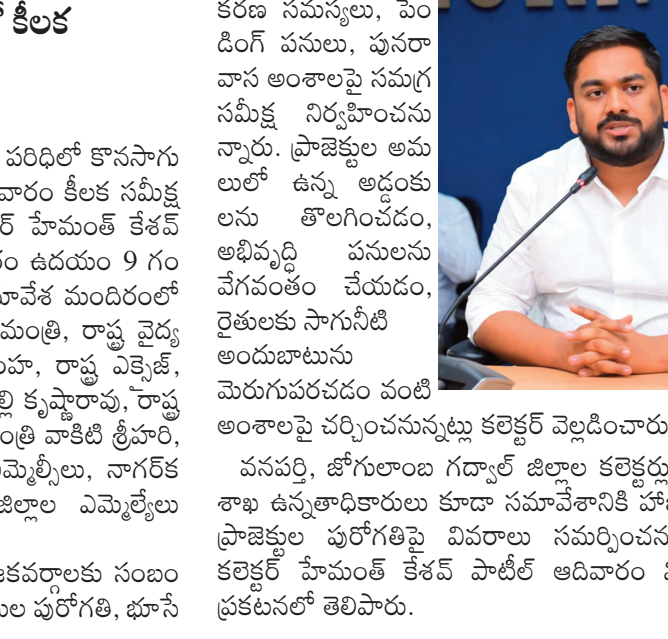 కీలక
పరిధిలో కొనసాగు
వారం కీలక సమీక్ష
హేమంత్ కేశవ్
ఉదయం 9 గం
మందిరంలో
మంత్రి, రాష్ట్ర వైద్య
రాష్ట్ర ఎక్సైజ్,
కృష్ణారావు, రాష్ట్ర
వాకిటి శ్రీహరి,
నాగర్‌క
జిల్లాల ఎమ్మెల్యేలు
సంబం
పురోగతి, భూసే
కరణ సమస్యలు, పెం
డింగ్ పనులు, పునరా
వాస అంశాలపై సమగ్ర
సమీక్ష నిర్వహించను
న్నారు. ప్రాజెక్టుల అమ
లులో ఉన్న అడ్డంకు
లను తొలగించడం,
అభివృద్ధి పనులను
వేగవంతం చేయడం,
రైతులకు సాగునీటి
అందుబాటును
మెరుగుపరచడం వంటి
అంశాలపై చర్చించనున్నట్లు కలెక్టర్ వెల్లడించారు
వనపర్తి, జోగులాంబ గద్వాల్ జిల్లాల కలెక్టర్లు
శాఖ ఉన్నతాధికారులు కూడా సమావేశానికి
ప్రాజెక్టుల పురోగతిపై వివరాలు సమర్పించను
కలెక్టర్ హేమంత్ కేశవ్ పాటిల్ ఆదివారం
ప్రకటనలో తెలిపారు.